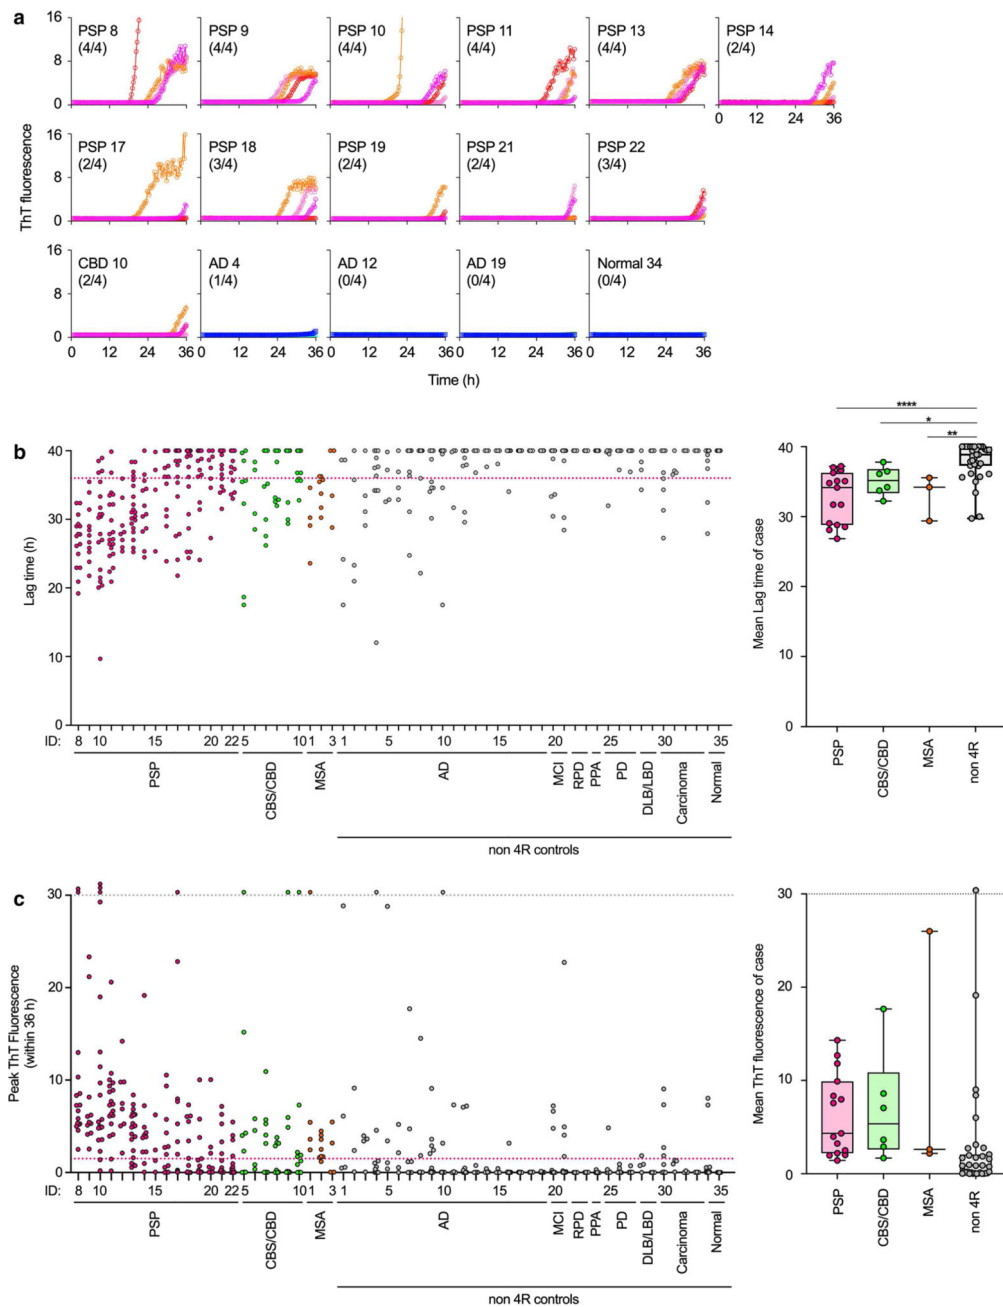 a
PSP 8 PSP 9 PSP 10 PSP 11 PSP 13 PSP 14
(4/4) (4/4) (4/4) (4/4) (4/4) (2/4)
16
8
0
0 12 24 36
PSP 17 PSP 18 PSP 19 PSP 21 PSP 22
(2/4) (3/4) (2/4) (2/4) (3/4)
16
8
0
ThT fluorescence
CBD 10 AD 4 AD 12 AD 19 Normal 34
(2/4) (1/4) (0/4) (0/4) (0/4)
16
8
0
0 12 24 36 0 12 24 36 0 12 24 36 0 12 24 36 0 12 24 36
Time (h)
b
40
30
20
10
0
Lag time (h)
ID: 8 10 15 20 22 5 10 1 3 1 5 10 15 20 25 30 35
PSP CBS/CBD MSA AD MCI RPD PPA PD DLB/LBD Carcinoma Normal
non 4R controls
****
*
**
40
30
20
10
0
Mean Lag time of case
PSP CBS/CBD MSA non 4R
c
30
20
10
0
Peak ThT Fluorescence
(within 36 h)
ID: 8 10 15 20 22 5 10 1 3 1 5 10 15 20 25 30 35
PSP CBS/CBD MSA AD MCI RPD PPA PD DLB/LBD Carcinoma Normal
non 4R controls
30
20
10
0
Mean ThT fluorescence of case
PSP CBS/CBD MSA non 4R